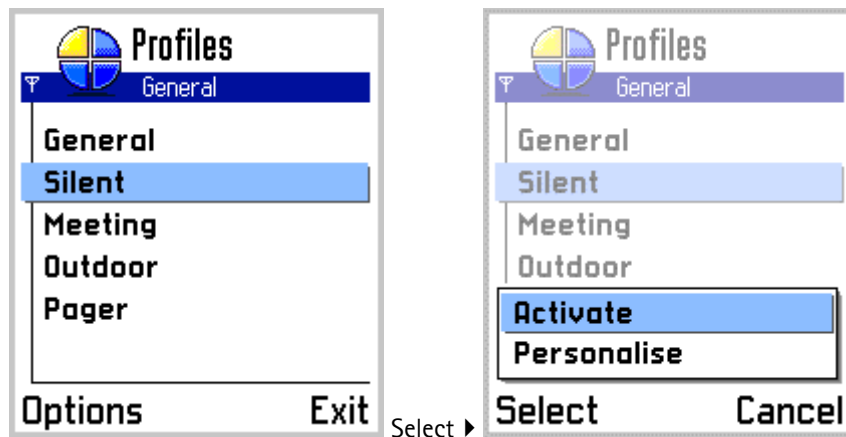 Profiles
General
General
Silent
Meeting
Outdoor
Pager
Options Exit
Select
Profiles
General
General
Silent
Meeting
Outdoor
Activate
Personalise
Select Cancel